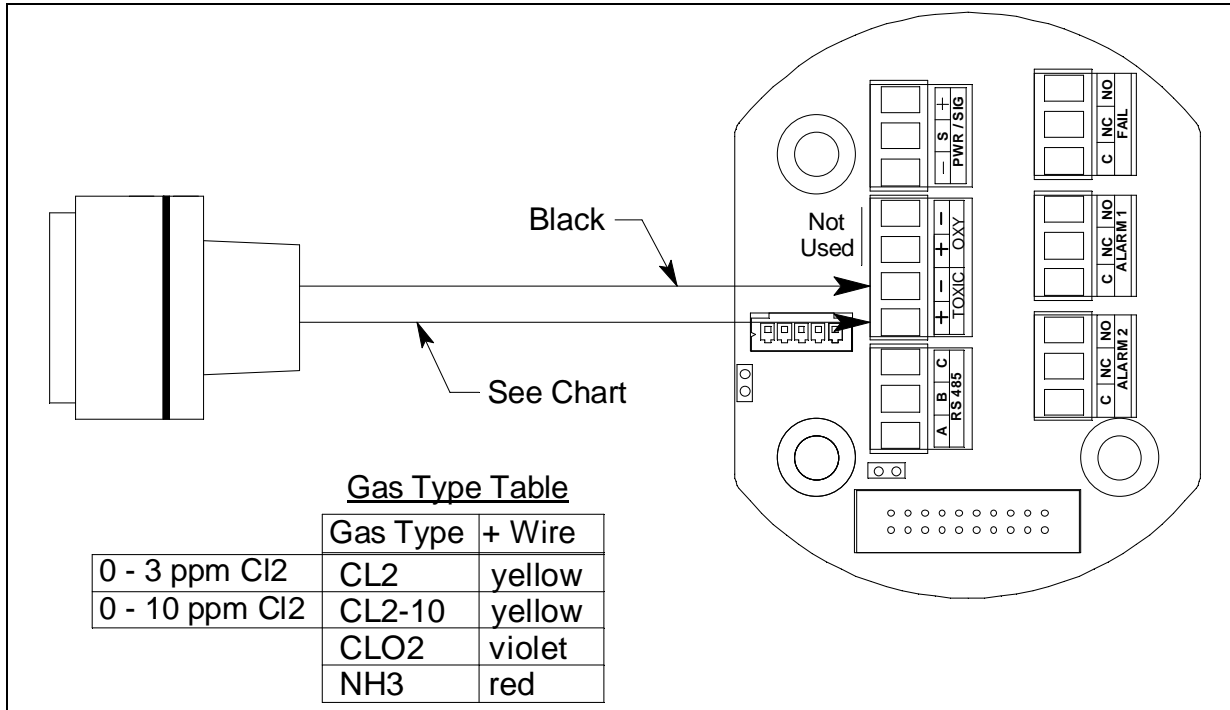 Black
See Chart
Not
Used
+ S −
PWR / SIG
− + − +
OXY
TOXIC
C B A
RS 485
NO NC C
FAIL
NO NC C
ALARM 1
NO NC C
ALARM 2
Gas Type Table
Gas Type + Wire
0 - 3 ppm Cl2 CL2 yellow
0 - 10 ppm Cl2 CL2-10 yellow
CLO2 violet
NH3 red